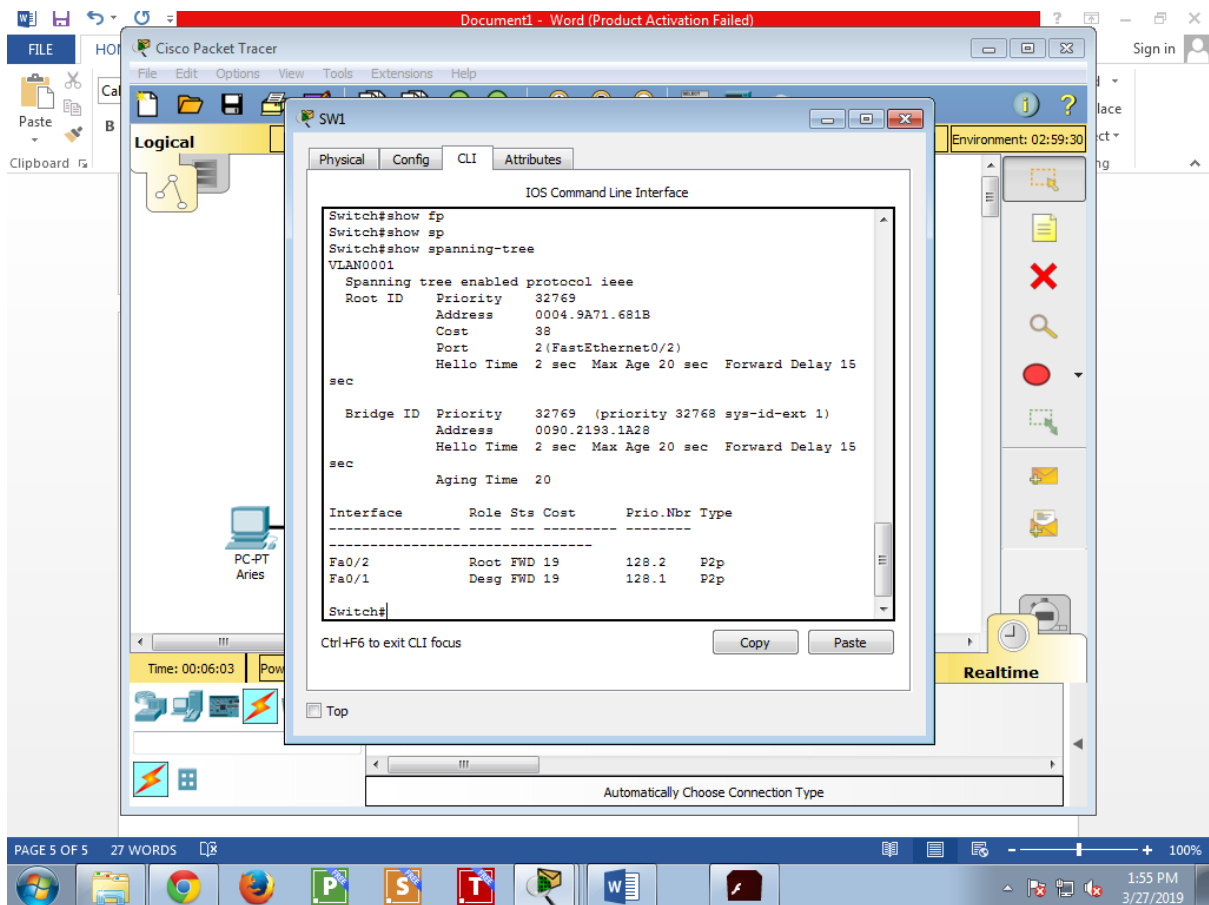 Document1 - Word (Product Activation Failed)
FILE
Sign in
Cisco Packet Tracer
File Edit Options View Tools Extensions Help
Paste
B
Clipboard
Logical
Environment: 02:59:30
SW1
Physical Config CLI Attributes
IOS Command Line Interface
Switch#show fp
Switch#show sp
Switch#show spanning-tree
VLAN0001
Spanning tree enabled protocol ieee
Root ID Priority 32769
Address 0004.9A71.681B
Cost 38
Port 2(FastEthernet0/2)
Hello Time 2 sec Max Age 20 sec Forward Delay 15
sec
Bridge ID Priority 32769 (priority 32768 sys-id-ext 1)
Address 0090.2193.1A28
Hello Time 2 sec Max Age 20 sec Forward Delay 15
sec
Aging Time 20
Interface Role Sts Cost Prio.Nbr Type
---------------- ---- --- --------- --------
--------------------------------
Fa0/2 Root FWD 19 128.2 P2p
Fa0/1 Desg FWD 19 128.1 P2p
Switch#
Ctrl+F6 to exit CLI focus
Copy Paste
Top
PC-PT
Aries
Time: 00:06:03
Realtime
Automatically Choose Connection Type
PAGE 5 OF 5 27 WORDS
100%
P S T
1:55 PM
3/27/2019